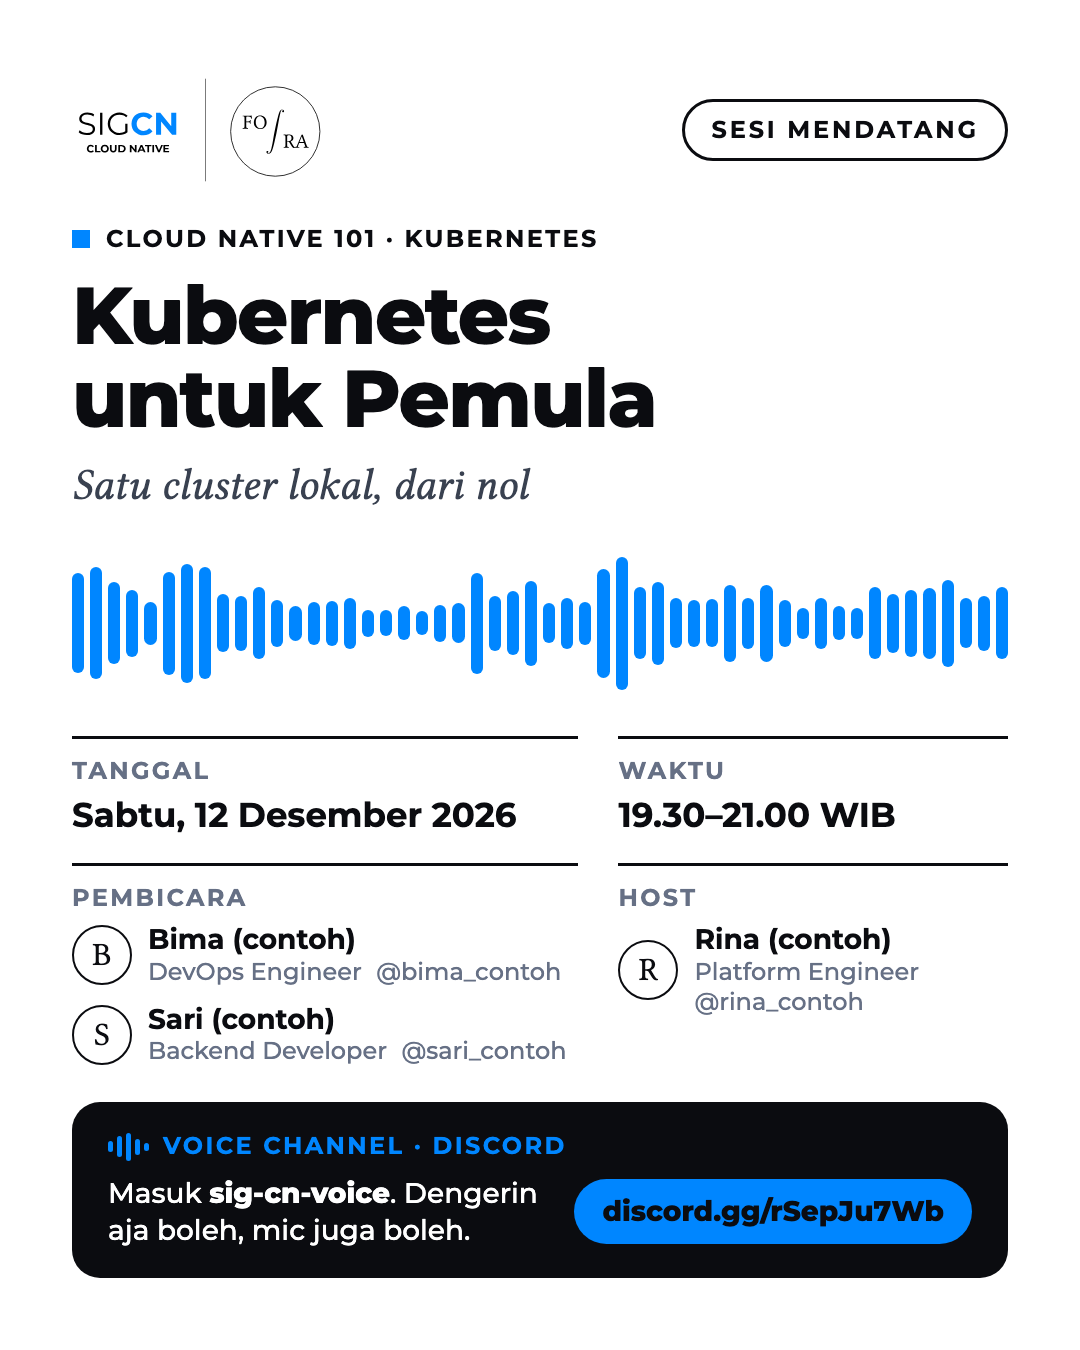 SIGCN
CLOUD NATIVE
FO RA
SESI MENDATANG
CLOUD NATIVE 101 · KUBERNETES
Kubernetes
untuk Pemula
Satu cluster lokal, dari nol
TANGGAL
Sabtu, 12 Desember 2026
WAKTU
19.30–21.00 WIB
PEMBICARA
B
Bima (contoh)
DevOps Engineer @bima_contoh
S
Sari (contoh)
Backend Developer @sari_contoh
HOST
R
Rina (contoh)
Platform Engineer
@rina_contoh
VOICE CHANNEL · DISCORD
Masuk sig-cn-voice. Dengerin
aja boleh, mic juga boleh.
discord.gg/rSepJu7Wb